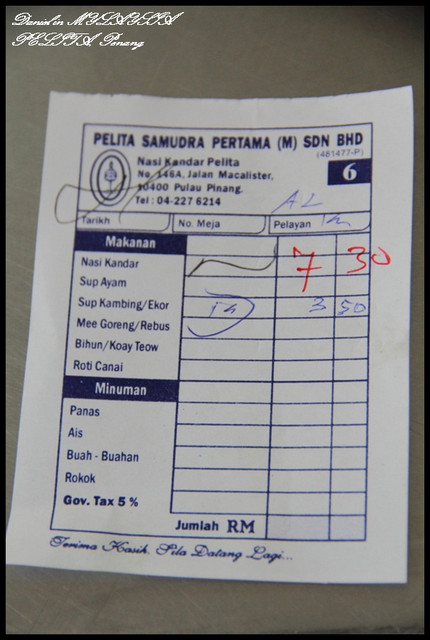 Daniel in MALAYSIA
PELITA Penang
PELITA SAMUDRA PERTAMA (M) SDN BHD
(481477-P)
Nasi Kandar Pelita
No. 146A, Jalan Macalister,
10400 Pulau Pinang.
Tel : 04-227 6214
6
Tarikh No. Meja Pelayan
Makanan
Nasi Kandar 7 30
Sup Ayam
Sup Kambing/Ekor 3 50
Mee Goreng/Rebus
Bihun/Koay Teow
Roti Canai
Minuman
Panas
Ais
Buah - Buahan
Rokok
Gov. Tax 5 %
Jumlah RM
Terima Kasih. Sila Datang Lagi...